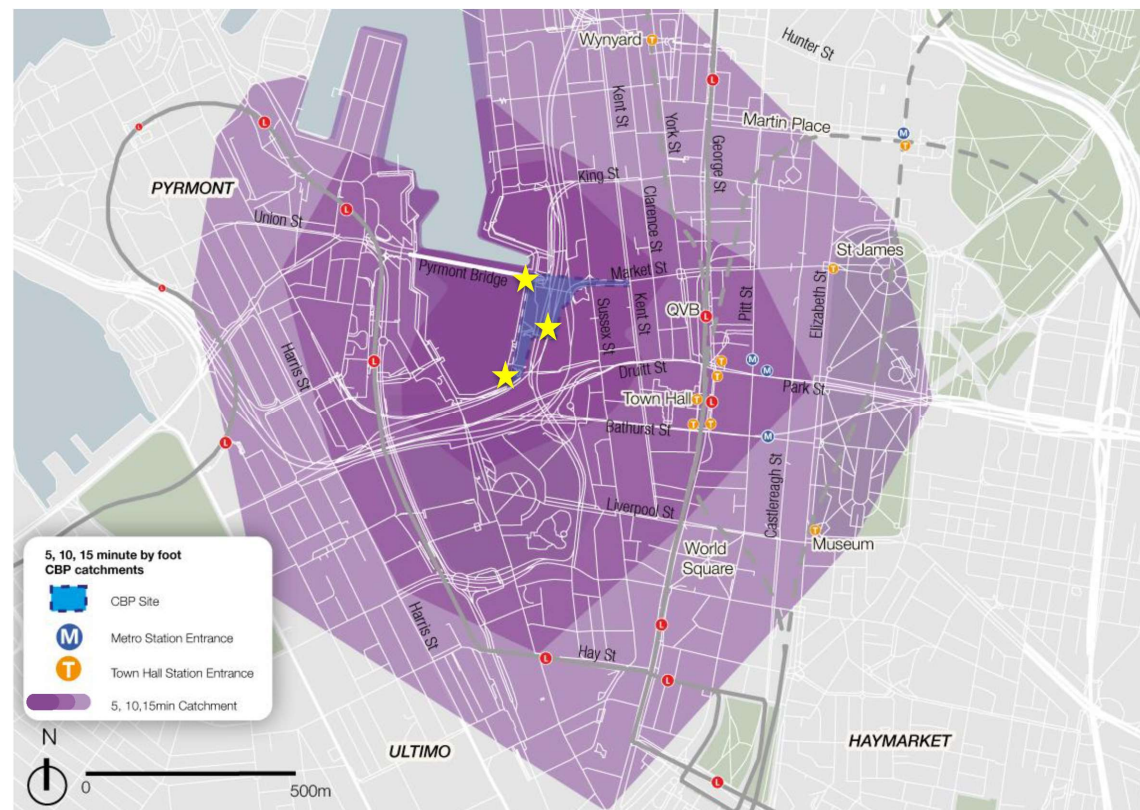 Wynyard
T
Hunter St
L
Kent St
York St
George St
Martin Place
M
T
L
L
PYRMONT
King St
Clarence St
L
Union St
St James
T
Pyrmont Bridge
Market St
Elizabeth St
L
Sussex St
Kent St
QVB
L
Pitt St
Harris St
L
Druitt St
T
T
M
M
Park St
Town Hall
T
L
T
T
Bathurst St
M
L
Castlereagh St
Liverpool St
T
Museum
World
Square
5, 10, 15 minute by foot
CBP catchments
CBP Site
M
Metro Station Entrance
T
Town Hall Station Entrance
5, 10,15min Catchment
Harris St
L
Hay St
L
L
N
ULTIMO
HAYMARKET
0
500m
L